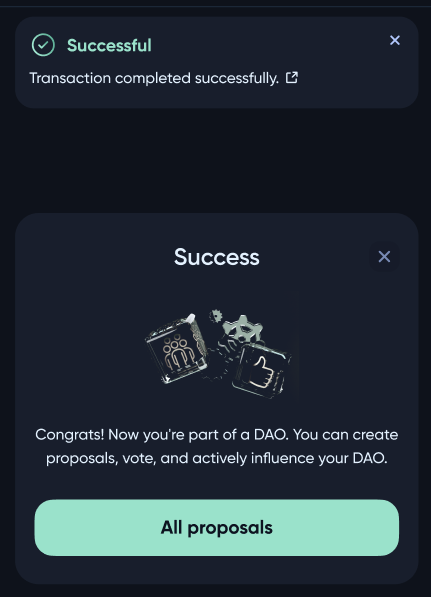 Successful
Transaction completed successfully.
Success
Congrats! Now you're part of a DAO. You can create
proposals, vote, and actively influence your DAO.
All proposals